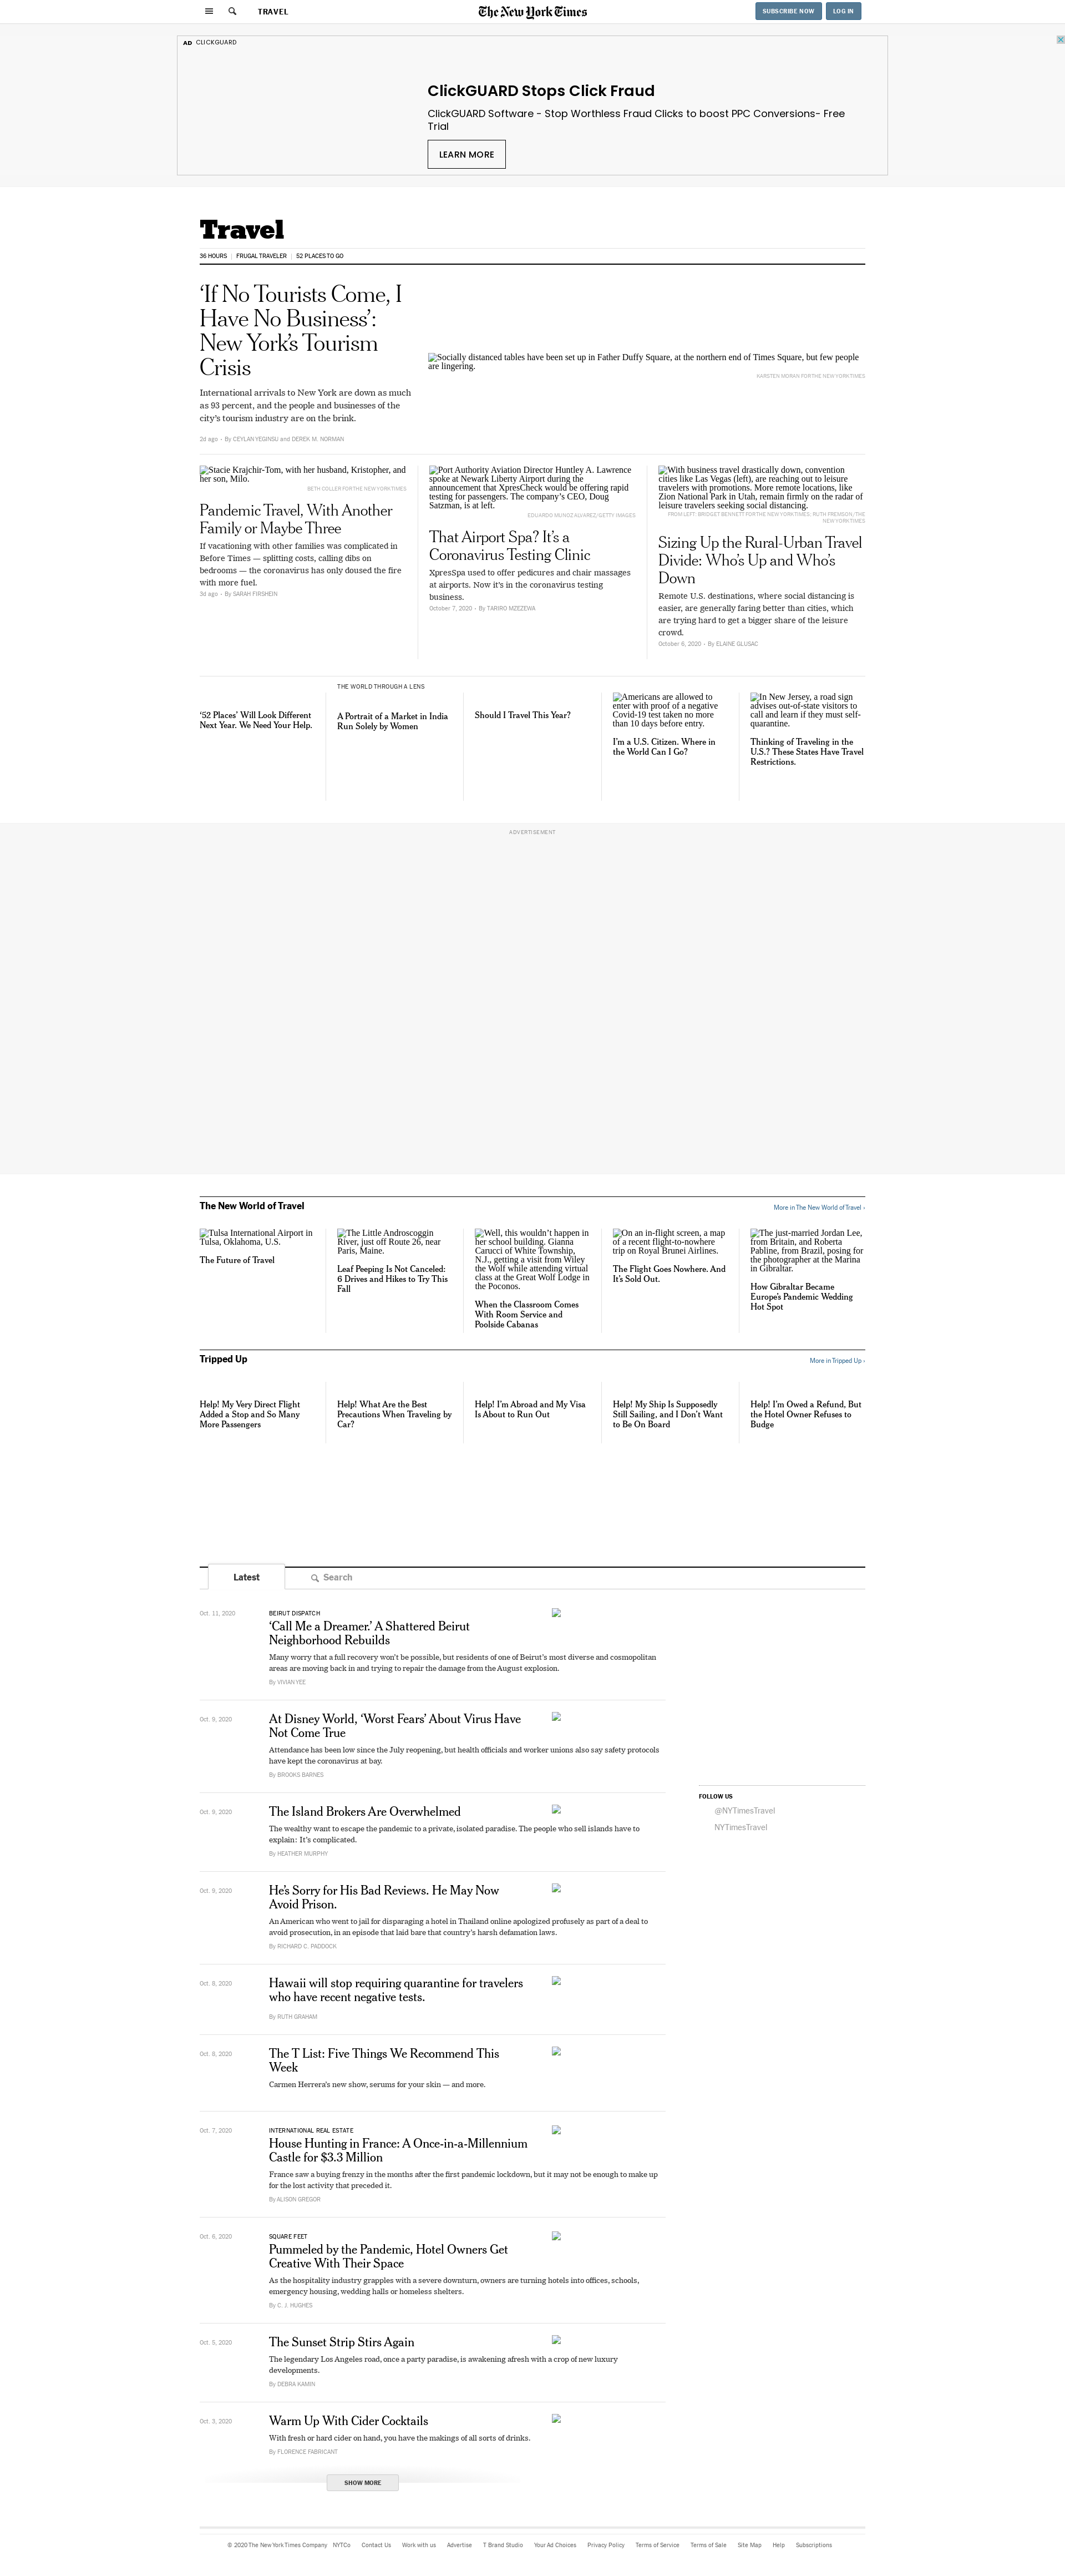 TRAVEL
The New York Times
SUBSCRIBE NOW
LOG IN
AD CLICKGUARD
ClickGUARD Stops Click Fraud
ClickGUARD Software - Stop Worthless Fraud Clicks to boost PPC Conversions- Free
Trial
LEARN MORE
Travel
36 HOURS
FRUGAL TRAVELER
52 PLACES TO GO
‘If No Tourists Come, I
Have No Business’:
New York’s Tourism
Crisis
International arrivals to New York are down as much
as 93 percent, and the people and businesses of the
city’s tourism industry are on the brink.
2d ago · By CEYLAN YEGINSU and DEREK M. NORMAN
Socially distanced tables have been set up in Father Duffy Square, at the northern end of Times Square, but few people
are lingering.
KARSTEN MORAN FOR THE NEW YORK TIMES
Stacie Krajchir-Tom, with her husband, Kristopher, and
her son, Milo.
BETH COLLER FOR THE NEW YORK TIMES
Pandemic Travel, With Another
Family or Maybe Three
If vacationing with other families was complicated in
Before Times — splitting costs, calling dibs on
bedrooms — the coronavirus has only doused the fire
with more fuel.
3d ago · By SARAH FIRSHEIN
Port Authority Aviation Director Huntley A. Lawrence
spoke at Newark Liberty Airport during the
announcement that XpresCheck would be offering rapid
testing for passengers. The company’s CEO, Doug
Satzman, is at left.
EDUARDO MUNOZ ALVAREZ/GETTY IMAGES
That Airport Spa? It’s a
Coronavirus Testing Clinic
XpresSpa used to offer pedicures and chair massages
at airports. Now it’s in the coronavirus testing
business.
October 7, 2020 · By TARIRO MZEZEWA
With business travel drastically down, convention
cities like Las Vegas (left), are reaching out to leisure
travelers with promotions. More remote locations, like
Zion National Park in Utah, remain firmly on the radar of
leisure travelers seeking social distancing.
FROM LEFT: BRIDGET BENNETT FOR THE NEW YORK TIMES; RUTH FREMSON/THE
NEW YORK TIMES
Sizing Up the Rural-Urban Travel
Divide: Who’s Up and Who’s
Down
Remote U.S. destinations, where social distancing is
easier, are generally faring better than cities, which
are trying hard to get a bigger share of the leisure
crowd.
October 6, 2020 · By ELAINE GLUSAC
‘52 Places’ Will Look Different
Next Year. We Need Your Help.
THE WORLD THROUGH A LENS
A Portrait of a Market in India
Run Solely by Women
Should I Travel This Year?
Americans are allowed to
enter with proof of a negative
Covid-19 test taken no more
than 10 days before entry.
I’m a U.S. Citizen. Where in
the World Can I Go?
In New Jersey, a road sign
advises out-of-state visitors to
call and learn if they must self-
quarantine.
Thinking of Traveling in the
U.S.? These States Have Travel
Restrictions.
ADVERTISEMENT
The New World of Travel
More in The New World of Travel ›
Tulsa International Airport in
Tulsa, Oklahoma, U.S.
The Future of Travel
The Little Androscoggin
River, just off Route 26, near
Paris, Maine.
Leaf Peeping Is Not Canceled:
6 Drives and Hikes to Try This
Fall
Well, this wouldn’t happen in
her school building. Gianna
Carucci of White Township,
N.J., getting a visit from Wiley
the Wolf while attending virtual
class at the Great Wolf Lodge in
the Poconos.
When the Classroom Comes
With Room Service and
Poolside Cabanas
On an in-flight screen, a map
of a recent flight-to-nowhere
trip on Royal Brunei Airlines.
The Flight Goes Nowhere. And
It’s Sold Out.
The just-married Jordan Lee,
from Britain, and Roberta
Pabline, from Brazil, posing for
the photographer at the Marina
in Gibraltar.
How Gibraltar Became
Europe’s Pandemic Wedding
Hot Spot
Tripped Up
More in Tripped Up ›
Help! My Very Direct Flight
Added a Stop and So Many
More Passengers
Help! What Are the Best
Precautions When Traveling by
Car?
Help! I’m Abroad and My Visa
Is About to Run Out
Help! My Ship Is Supposedly
Still Sailing, and I Don’t Want
to Be On Board
Help! I’m Owed a Refund, But
the Hotel Owner Refuses to
Budge
Latest
Search
Oct. 11, 2020
BEIRUT DISPATCH
‘Call Me a Dreamer.’ A Shattered Beirut
Neighborhood Rebuilds
Many worry that a full recovery won’t be possible, but residents of one of Beirut’s most diverse and cosmopolitan
areas are moving back in and trying to repair the damage from the August explosion.
By VIVIAN YEE
Oct. 9, 2020
At Disney World, ‘Worst Fears’ About Virus Have
Not Come True
Attendance has been low since the July reopening, but health officials and worker unions also say safety protocols
have kept the coronavirus at bay.
By BROOKS BARNES
Oct. 9, 2020
The Island Brokers Are Overwhelmed
The wealthy want to escape the pandemic to a private, isolated paradise. The people who sell islands have to
explain: It’s complicated.
By HEATHER MURPHY
FOLLOW US
@NYTimesTravel
NYTimesTravel
Oct. 9, 2020
He’s Sorry for His Bad Reviews. He May Now
Avoid Prison.
An American who went to jail for disparaging a hotel in Thailand online apologized profusely as part of a deal to
avoid prosecution, in an episode that laid bare that country’s harsh defamation laws.
By RICHARD C. PADDOCK
Oct. 8, 2020
Hawaii will stop requiring quarantine for travelers
who have recent negative tests.
By RUTH GRAHAM
Oct. 8, 2020
The T List: Five Things We Recommend This
Week
Carmen Herrera’s new show, serums for your skin — and more.
Oct. 7, 2020
INTERNATIONAL REAL ESTATE
House Hunting in France: A Once-in-a-Millennium
Castle for $3.3 Million
France saw a buying frenzy in the months after the first pandemic lockdown, but it may not be enough to make up
for the lost activity that preceded it.
By ALISON GREGOR
Oct. 6, 2020
SQUARE FEET
Pummeled by the Pandemic, Hotel Owners Get
Creative With Their Space
As the hospitality industry grapples with a severe downturn, owners are turning hotels into offices, schools,
emergency housing, wedding halls or homeless shelters.
By C. J. HUGHES
Oct. 5, 2020
The Sunset Strip Stirs Again
The legendary Los Angeles road, once a party paradise, is awakening afresh with a crop of new luxury
developments.
By DEBRA KAMIN
Oct. 3, 2020
Warm Up With Cider Cocktails
With fresh or hard cider on hand, you have the makings of all sorts of drinks.
By FLORENCE FABRICANT
SHOW MORE
© 2020 The New York Times Company NYTCo Contact Us Work with us Advertise T Brand Studio Your Ad Choices Privacy Policy Terms of Service Terms of Sale Site Map Help Subscriptions